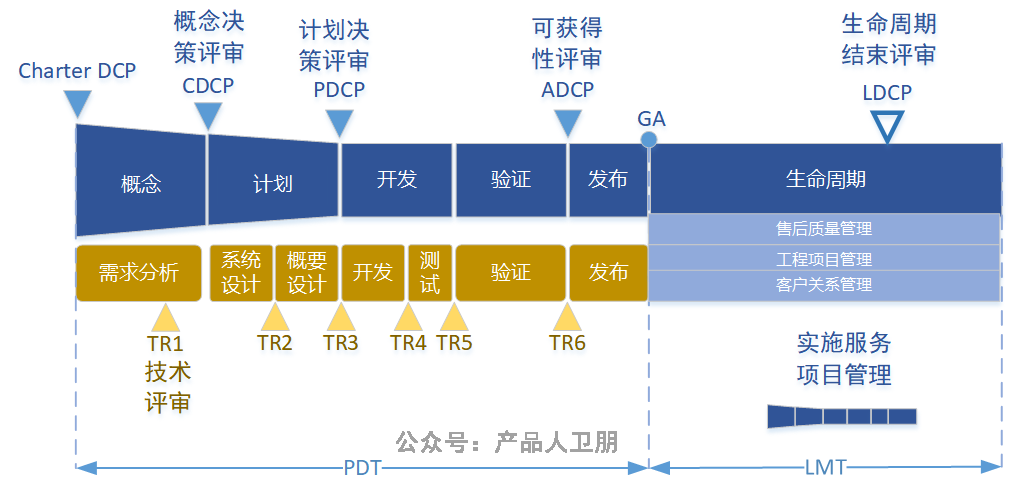 Charter DCP
概念决
策评审
CDCP
计划决
策评审
PDCP
可获得
性评审
ADCP
GA
生命周期
结束评审
LDCP
概念
计划
开发
验证
发布
生命周期
售后质量管理
工程项目管理
客户关系管理
需求分析
系统
设计
概要
设计
开发
测
试
验证
发布
TR1
技术
评审
TR2
TR3
TR4
TR5
TR6
实施服务
项目管理
公众号：产品人卫朋
PDT
LMT